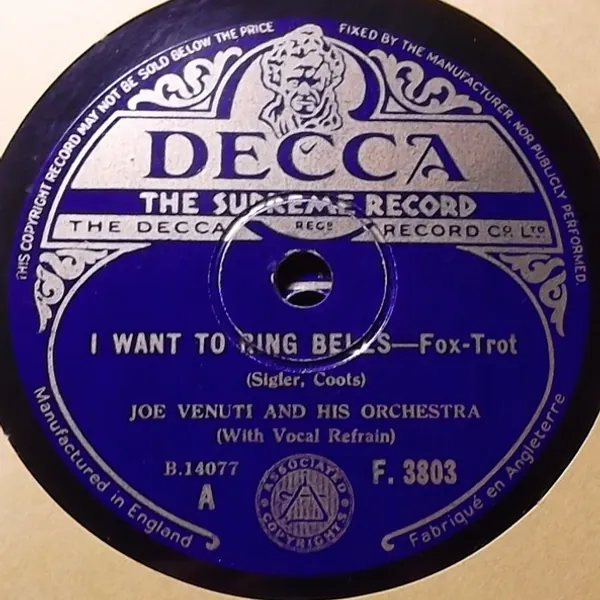 THIS COPYRIGHT RECORD MAY NOT BE SOLD BELOW THE PRICE FIXED BY THE MANUFACTURER, NOR PUBLICLY PERFORMED.
DECCA
THE SUPREME RECORD
THE DECCA REGD RECORD CO LTD
I WANT TO RING BELLS—Fox-Trot
(Sigler, Coots)
JOE VENUTI AND HIS ORCHESTRA
(With Vocal Refrain)
B.14077
A
F. 3803
ASSOCIATED COPYRIGHTS
Manufactured in England
Fabriqué en Angleterre